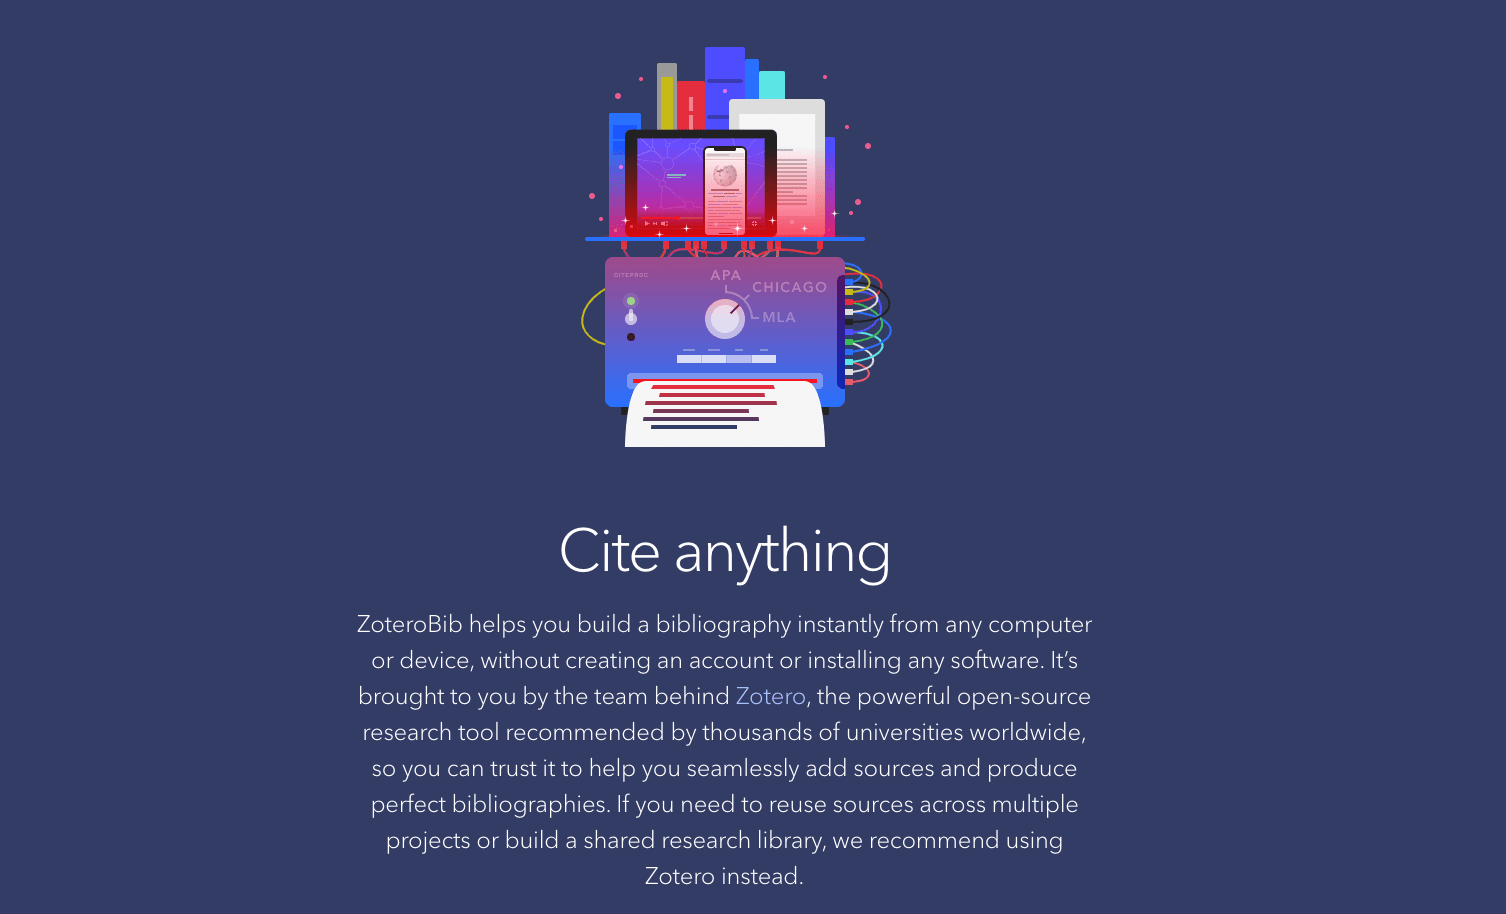 CITEPROC
APA
CHICAGO
MLA
Cite anything
ZoteroBib helps you build a bibliography instantly from any computer
or device, without creating an account or installing any software. It’s
brought to you by the team behind Zotero, the powerful open-source
research tool recommended by thousands of universities worldwide,
so you can trust it to help you seamlessly add sources and produce
perfect bibliographies. If you need to reuse sources across multiple
projects or build a shared research library, we recommend using
Zotero instead.